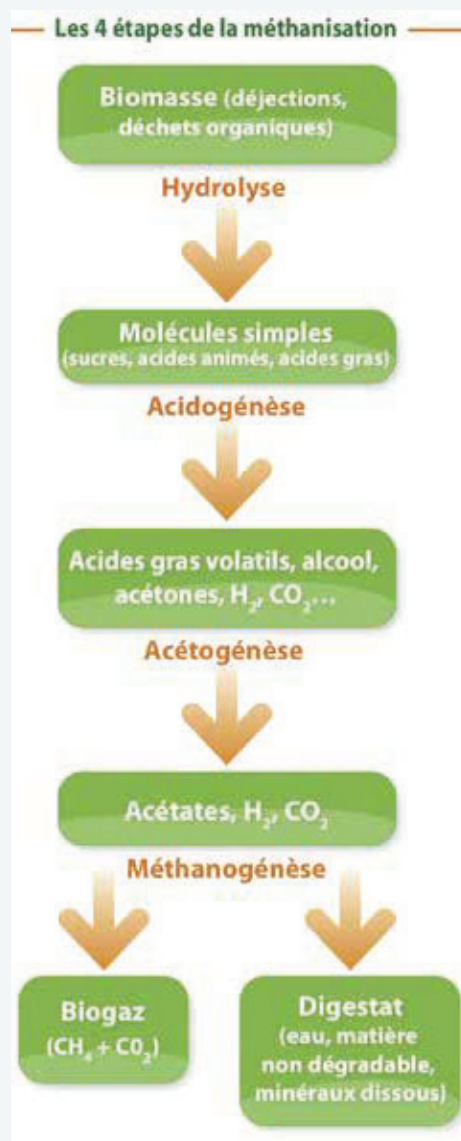 Les 4 étapes de la méthanisation
Biomasse (déjections,
déchets organiques)
Hydrolyse
Molécules simples
(sucres, acides animés, acides gras)
Acidogénèse
Acides gras volatils, alcool,
acétones, H₂, CO₂...
Acétogénèse
Acétates, H₂, CO₂
Méthanogénèse
Biogaz
(CH₄ + C0₂)
Digestat
(eau, matière
non dégradable,
minéraux dissous)